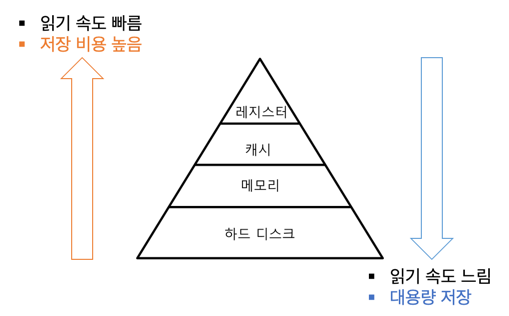 ▪ 읽기 속도 빠름
▪ 저장 비용 높음
레지스터
캐시
메모리
하드 디스크
▪ 읽기 속도 느림
▪ 대용량 저장